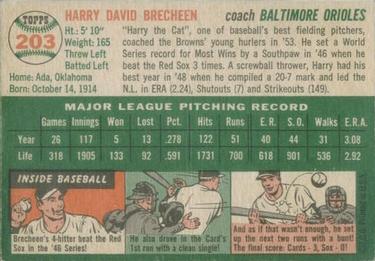 TOPPS
203
HARRY DAVID BRECHEEN coach BALTIMORE ORIOLES
Ht.: 5' 10"
Weight: 165
Threw Left
Batted Left
Home: Ada, Oklahoma
Born: October 14, 1914
"Harry the Cat", one of baseball's best fielding pitchers,
coached the Browns' young hurlers in '53. He set a World
Series record for Most Wins by a Southpaw in '46 when he
beat the Red Sox 3 times. A screwball thrower, Harry had his
best year in '48 when he compiled a 20-7 mark and led the
N.L. in ERA (2.24), Shutouts (7) and Strikeouts (149).
MAJOR LEAGUE PITCHING RECORD
Games Innings Won Lost Pct. Hits Runs E.R. S.O. Walks E.R.A.
Year 26 117 5 13 .278 122 51 40 44 31 3.08
Life 318 1905 133 92 .591 1731 700 618 901 536 2.92
INSIDE BASEBALL
Brecheen's 4-hitter beat the Red
Sox in the '46 Series!
He also drove in the Card's
1st run with a clean single!
And as if that wasn't enough, he set
up the next two runs with a bunt!
The final score: Cards - 3, Sox - 0!